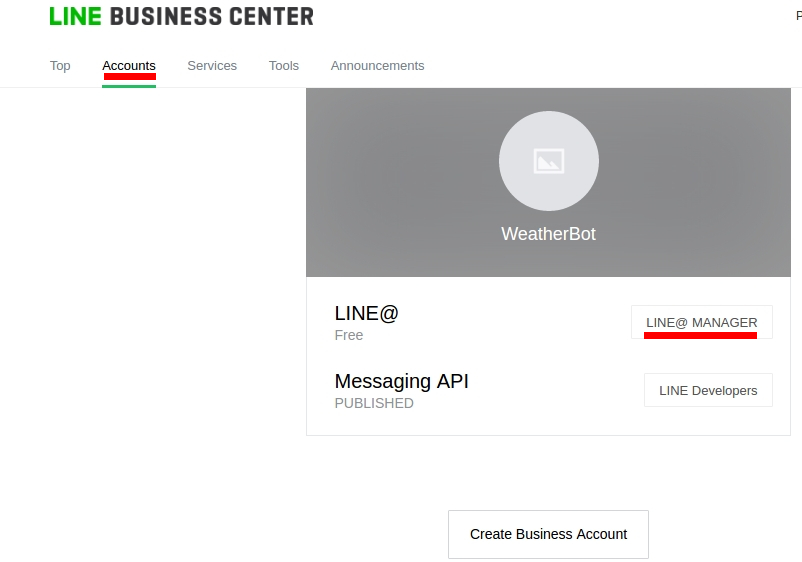 LINE BUSINESS CENTER
Top Accounts Services Tools Announcements
WeatherBot
LINE@
LINE@ MANAGER
Free
Messaging API
LINE Developers
PUBLISHED
Create Business Account